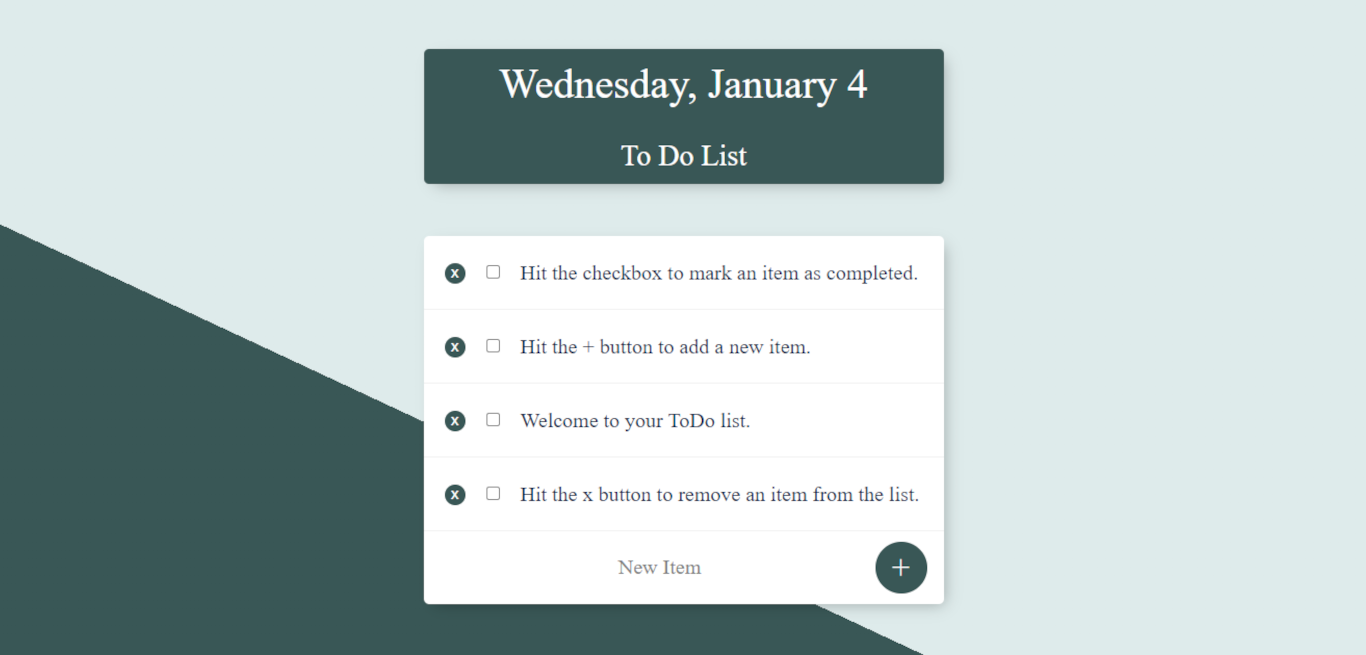 Wednesday, January 4
To Do List
X Hit the checkbox to mark an item as completed.
X Hit the + button to add a new item.
X Welcome to your ToDo list.
X Hit the x button to remove an item from the list.
New Item +